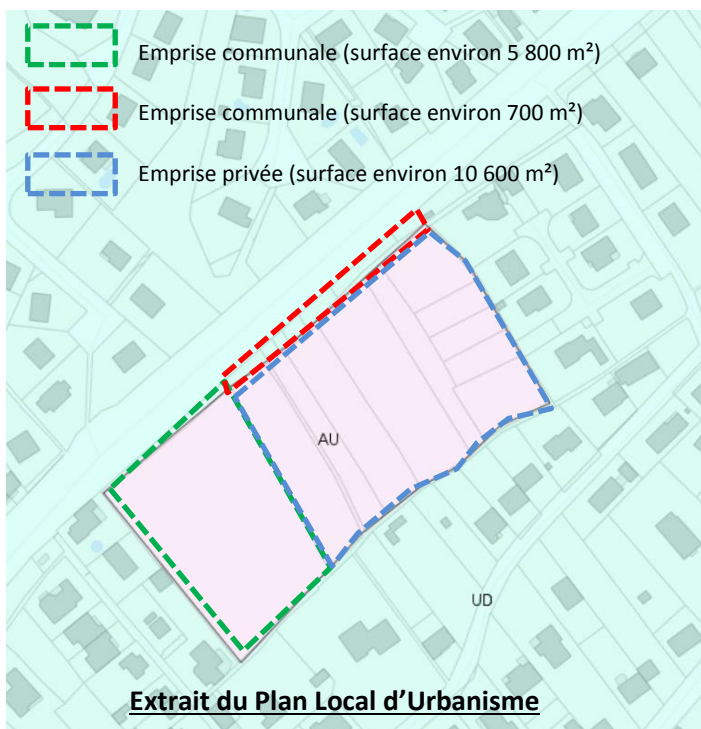 Emprise communale (surface environ 5 800 m²)
Emprise communale (surface environ 700 m²)
Emprise privée (surface environ 10 600 m²)
AU
UD
Extrait du Plan Local d’Urbanisme